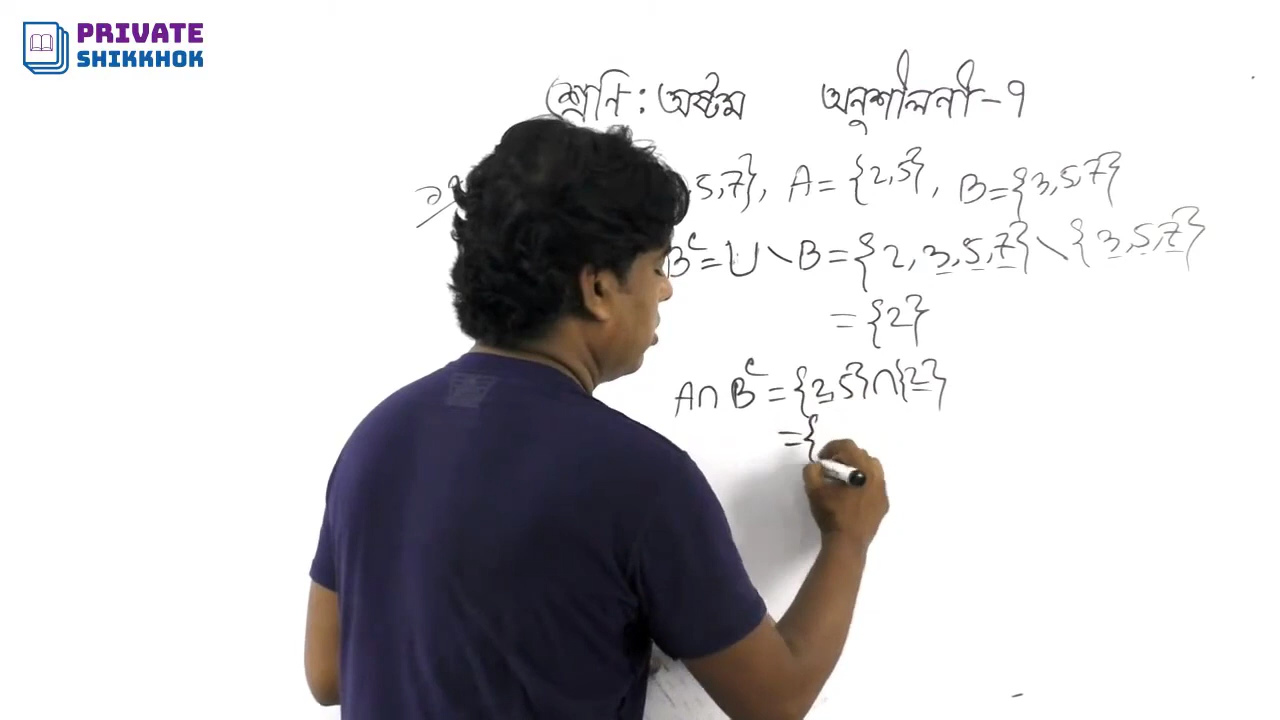 PRIVATE
SHIKKHOK
শ্রেণি : অষ্টম অনুশীলনী - ৭
,5,7}, A = {2,5}, B = {3,5,7}
B^c = U \ B = {2,3,5,7} \ {3,5,7}
= {2}
A∩B^c = {2,5}∩{2}
= {